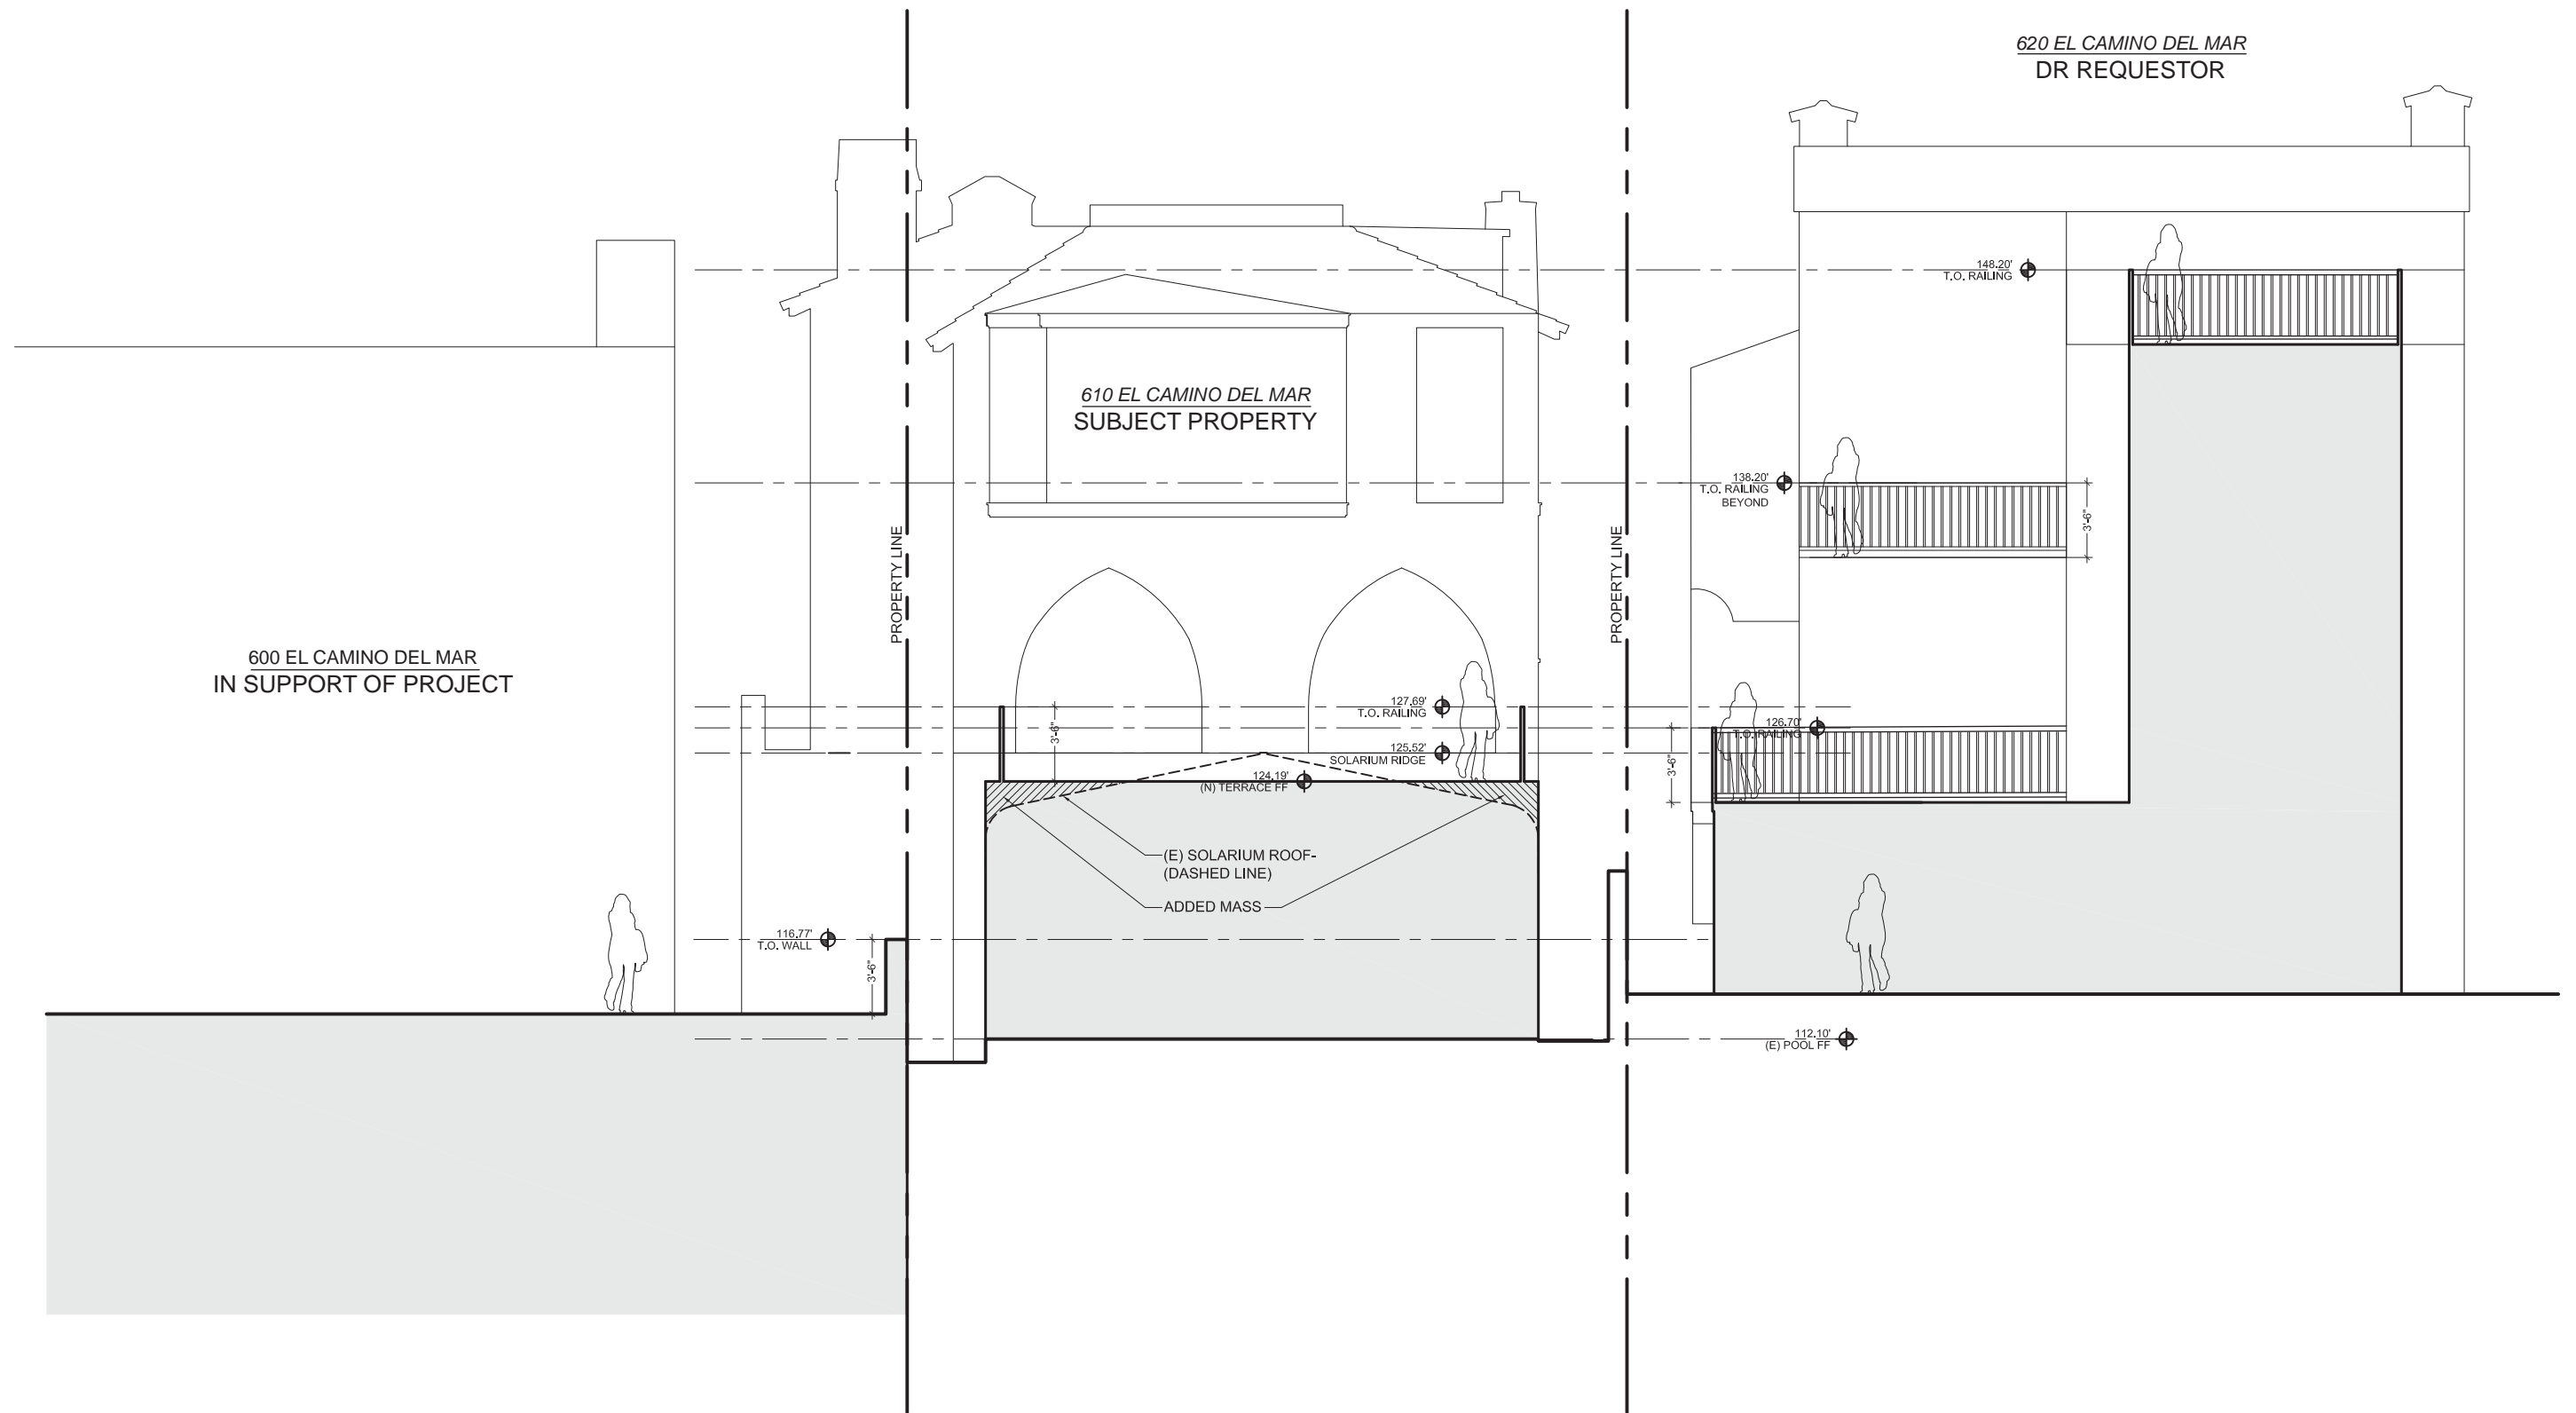 620 EL CAMINO DEL MAR
DR REQUESTOR
148.20'
T.O. RAILING
610 EL CAMINO DEL MAR
SUBJECT PROPERTY
138.20'
T.O. RAILING
BEYOND
3'-6"
PROPERTY LINE
PROPERTY LINE
600 EL CAMINO DEL MAR
IN SUPPORT OF PROJECT
127.69'
T.O. RAILING
3'-6"
126.70'
T.O. RAILING
125.52'
SOLARIUM RIDGE
3'-6"
124.19'
(N) TERRACE FF
(E) SOLARIUM ROOF-
(DASHED LINE)
ADDED MASS
116.77'
T.O. WALL
3'-6"
112.10'
(E) POOL FF